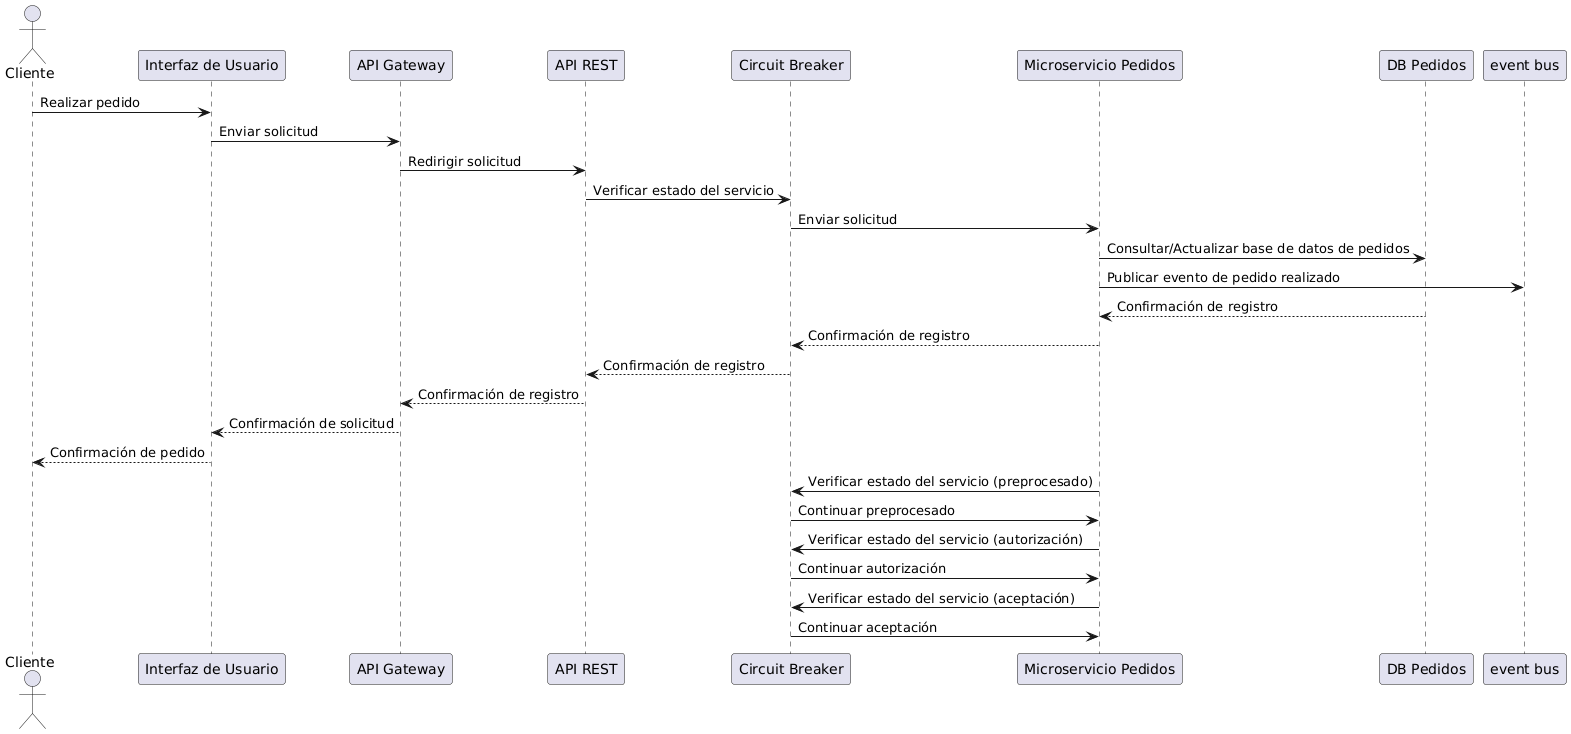 Cliente
Interfaz de Usuario
API Gateway
API REST
Circuit Breaker
Microservicio Pedidos
DB Pedidos
event bus
Realizar pedido
Enviar solicitud
Redirigir solicitud
Verificar estado del servicio
Enviar solicitud
Consultar/Actualizar base de datos de pedidos
Publicar evento de pedido realizado
Confirmación de registro
Confirmación de registro
Confirmación de registro
Confirmación de registro
Confirmación de solicitud
Confirmación de pedido
Verificar estado del servicio (preprocesado)
Continuar preprocesado
Verificar estado del servicio (autorización)
Continuar autorización
Verificar estado del servicio (aceptación)
Continuar aceptación
Cliente
Interfaz de Usuario
API Gateway
API REST
Circuit Breaker
Microservicio Pedidos
DB Pedidos
event bus